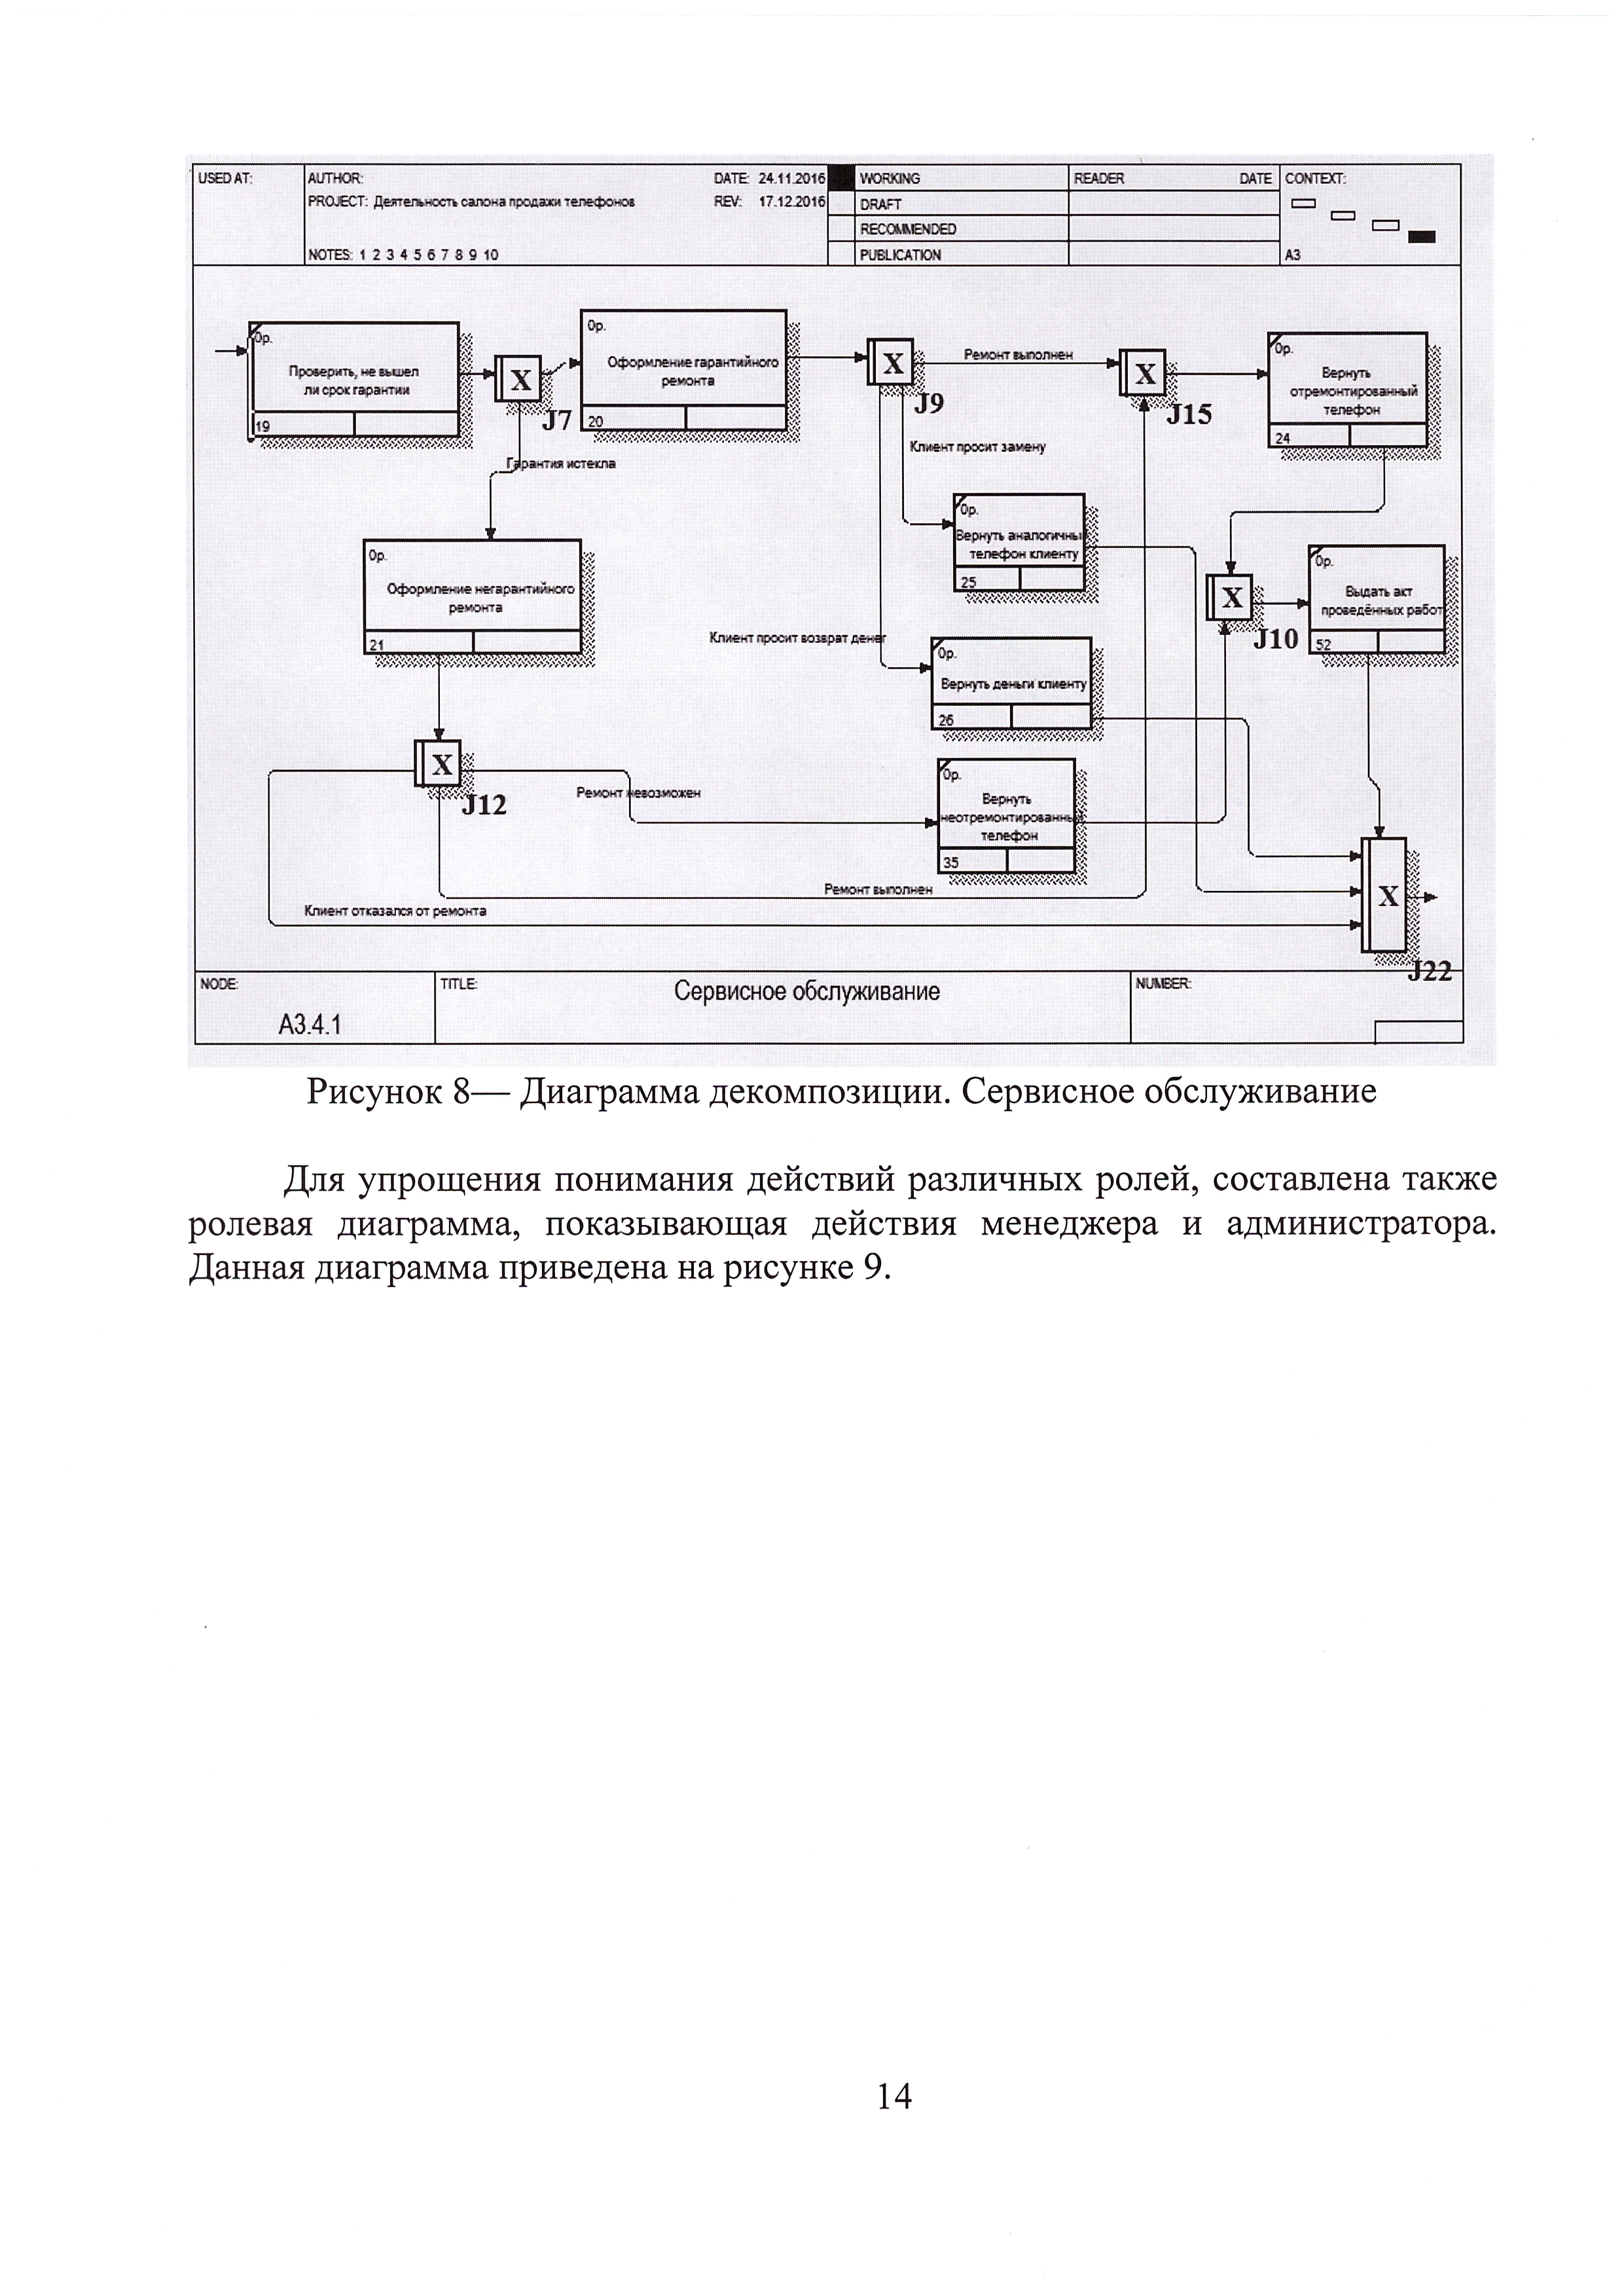 USED AT:
AUTHOR:
DATE: 24.11.2016
WORKING
READER
DATE
CONTEXT:
PROJECT: Деятельность салона продажи телефонов
REV: 17.12.2016
DRAFT
RECOMMENDED
NOTES: 1 2 3 4 5 6 7 8 9 10
PUBLICATION
A3
0р.
Проверить, не вышел
ли срок гарантии
19
X
J7
0р.
Оформление гарантийного
ремонта
20
X
J9
Ремонт выполнен
X
J15
0р.
Вернуть
отремонтированный
телефон
24
Гарантия истекла
Клиент просит замену
0р.
Вернуть аналогичны
телефон клиенту
25
0р.
Оформление негарантийного
ремонта
21
X
J10
0р.
Выдать акт
проведённых работ
52
Клиент просит возврат денег
0р.
Вернуть деньги клиенту
26
X
J12
Ремонт невозможен
0р.
Вернуть
неотремонтированны
телефон
35
Ремонт выполнен
Клиент отказался от ремонта
X
J22
NODE:
A3.4.1
TITLE:
Сервисное обслуживание
NUMBER:
Рисунок 8— Диаграмма декомпозиции. Сервисное обслуживание
Для упрощения понимания действий различных ролей, составлена также
ролевая диаграмма, показывающая действия менеджера и администратора.
Данная диаграмма приведена на рисунке 9.
14